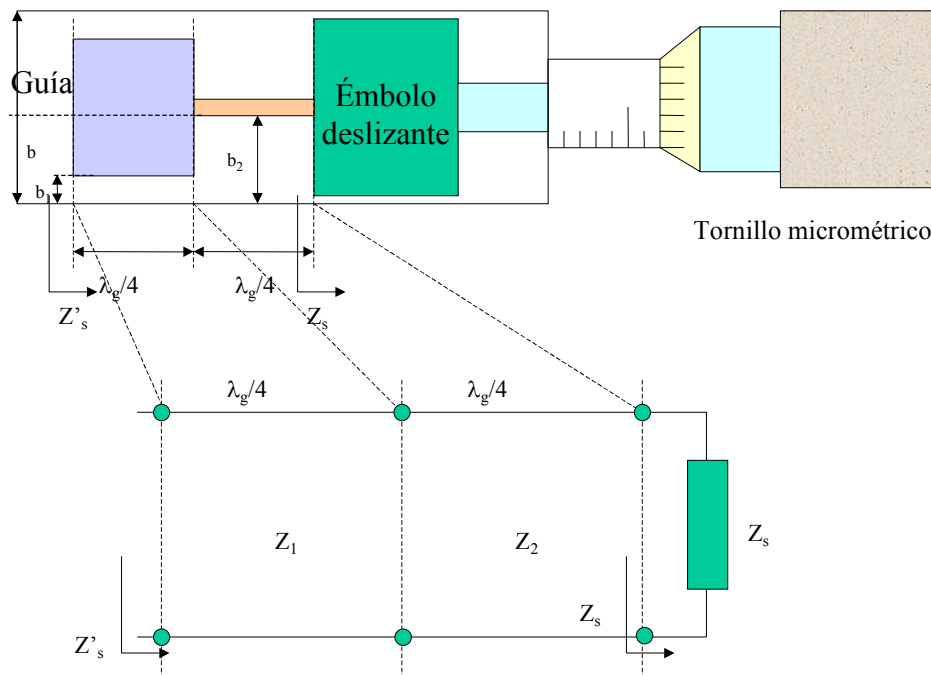 Guía
Émbolo
deslizante
b
b₂
b
Tornillo micrométrico
λg/4
λg/4
Z’s
Zs
λg/4
λg/4
Z₁
Z₂
Zs
Zs
Z’s